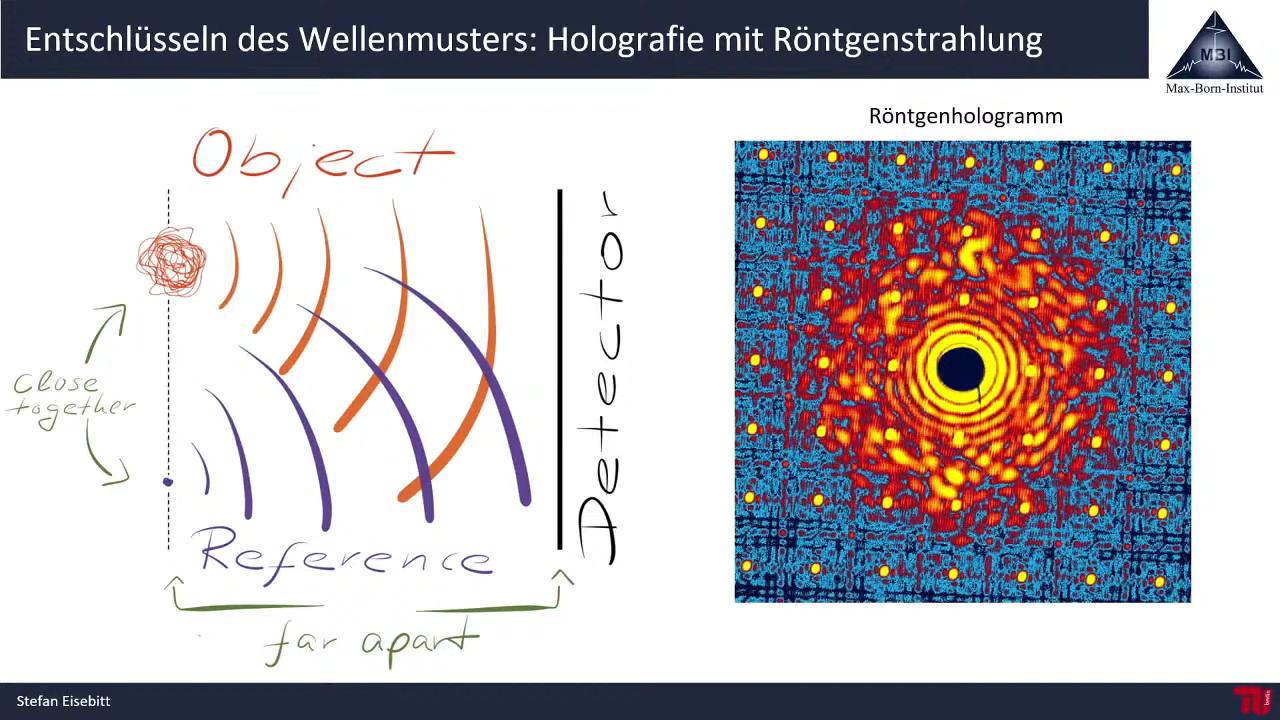 Entschlüsseln des Wellenmusters: Holografie mit Röntgenstrahlung
MBI
Max-Born-Institut
Röntgenhologramm
Object
Detector
close
together
Reference
far apart
Stefan Eisebitt
berlin